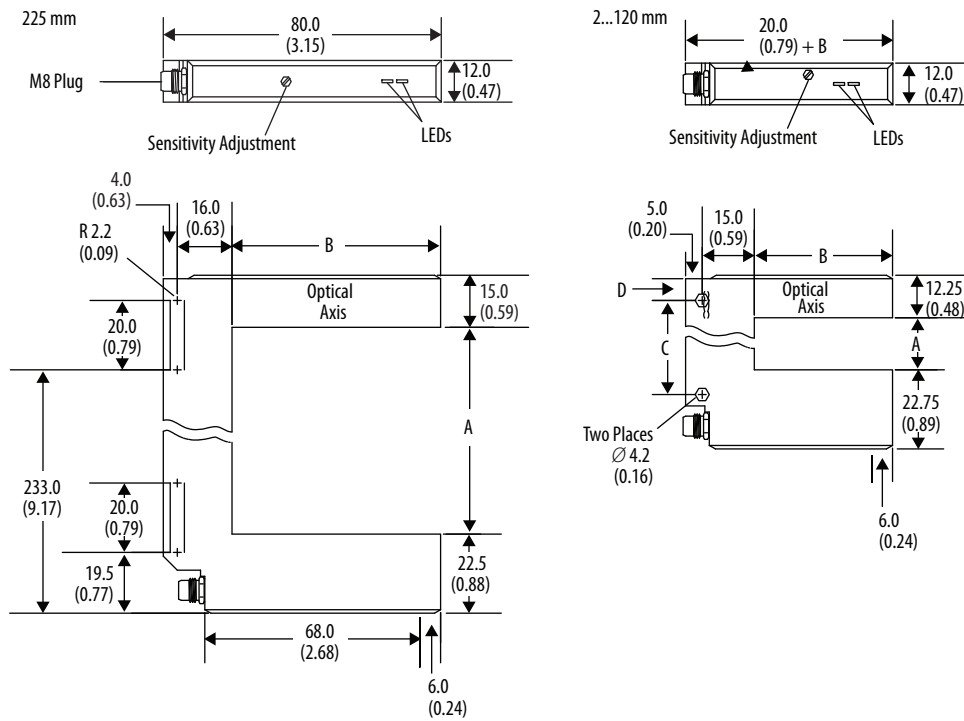 225 mm
80.0
(3.15)
M8 Plug
12.0
(0.47)
Sensitivity Adjustment
LEDs
4.0
(0.63)
16.0
(0.63)
R 2.2
(0.09)
B
Optical
Axis
15.0
(0.59)
20.0
(0.79)
A
233.0
(9.17)
20.0
(0.79)
19.5
(0.77)
22.5
(0.88)
68.0
(2.68)
6.0
(0.24)
2...120 mm
20.0
(0.79) + B
12.0
(0.47)
Sensitivity Adjustment
LEDs
5.0
(0.20)
15.0
(0.59)
B
D
Optical
Axis
12.25
(0.48)
C
A
22.75
(0.89)
Two Places
Ø 4.2
(0.16)
6.0
(0.24)